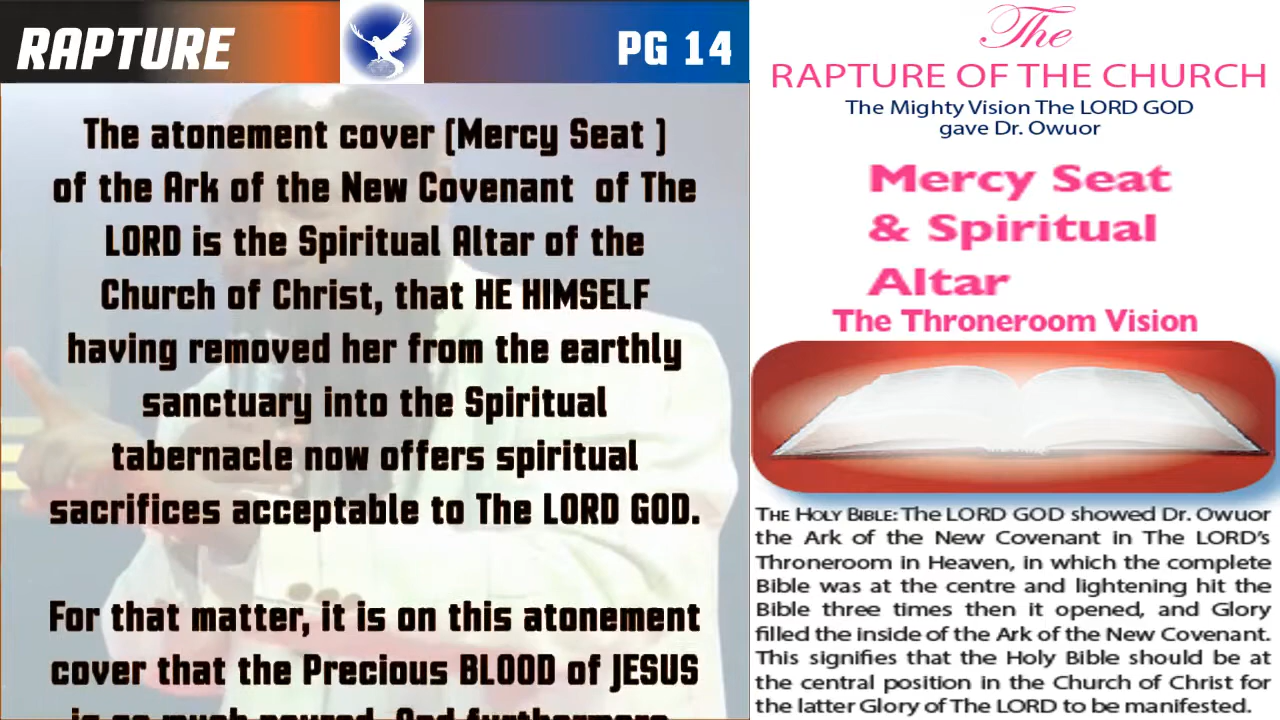 RAPTURE
PG 14
The atonement cover (Mercy Seat )
of the Ark of the New Covenant of The
LORD is the Spiritual Altar of the
Church of Christ, that HE HIMSELF
having removed her from the earthly
sanctuary into the Spiritual
tabernacle now offers spiritual
sacrifices acceptable to The LORD GOD.
For that matter, it is on this atonement
cover that the Precious BLOOD of JESUS
is so much poured. And furthermore,
The
RAPTURE OF THE CHURCH
The Mighty Vision The LORD GOD
gave Dr. Owuor
Mercy Seat
& Spiritual
Altar
The Throneroom Vision
THE HOLY BIBLE: The LORD GOD showed Dr. Owuor
the Ark of the New Covenant in The LORD's
Throneroom in Heaven, in which the complete
Bible was at the centre and lightening hit the
Bible three times then it opened, and Glory
filled the inside of the Ark of the New Covenant.
This signifies that the Holy Bible should be at
the central position in the Church of Christ for
the latter Glory of The LORD to be manifested.